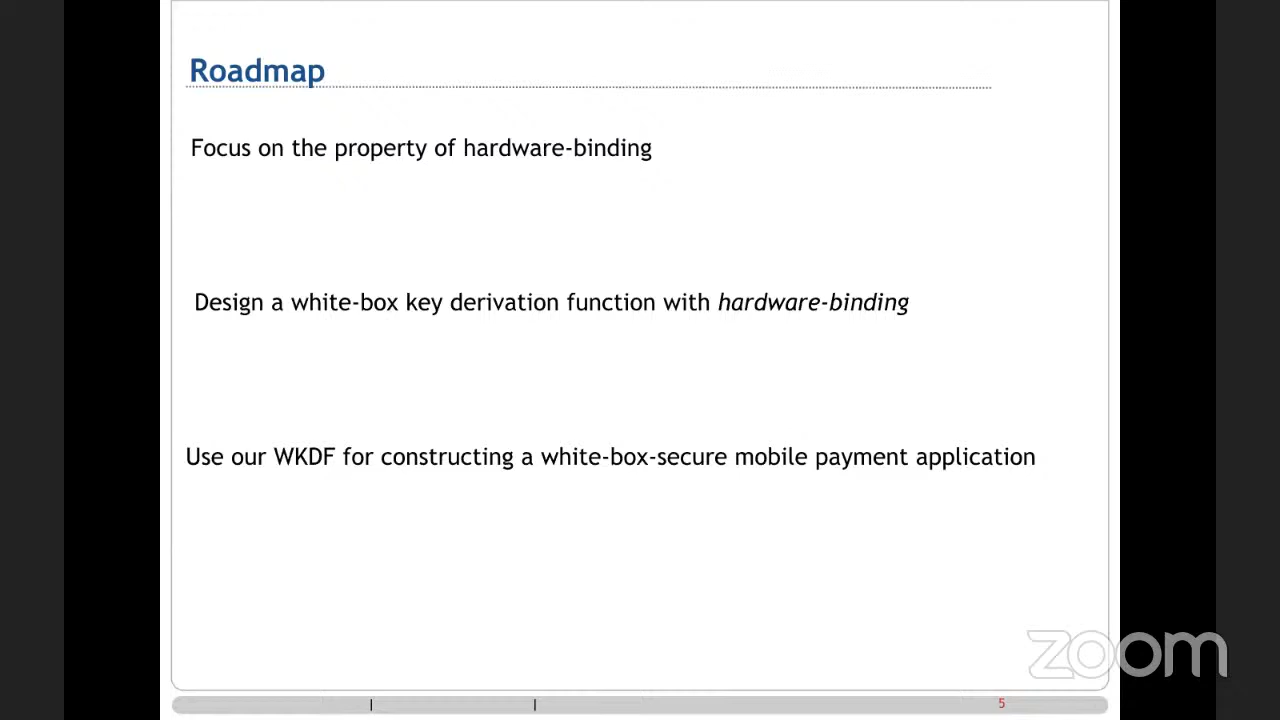 Roadmap
Focus on the property of hardware-binding
Design a white-box key derivation function with hardware-binding
Use our WKDF for constructing a white-box-secure mobile payment application
zoom
| | 5